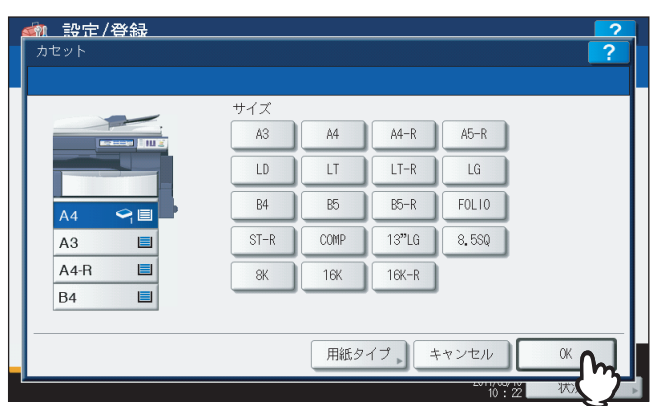 設定/登録
?
カセット
?
サイズ
A3 A4 A4-R A5-R
LD LT LT-R LG
B4 B5 B5-R FOLIO
ST-R COMP 13"LG 8.5SQ
8K 16K 16K-R
A4 1
A3
A4-R
B4
用紙タイプ キャンセル OK
10:22